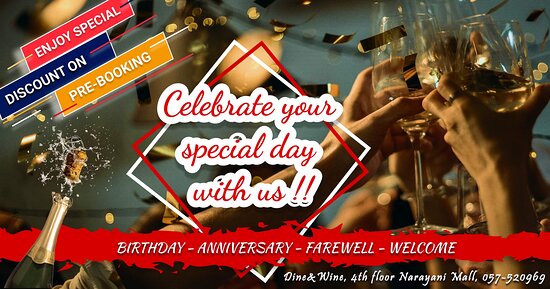 ENJOY SPECIAL
DISCOUNT ON
PRE-BOOKING
Celebrate your
special day
with us !!
BIRTHDAY - ANNIVERSARY - FAREWELL - WELCOME
Dine& Wine, 4th floor Narayani Mall, 057-520969